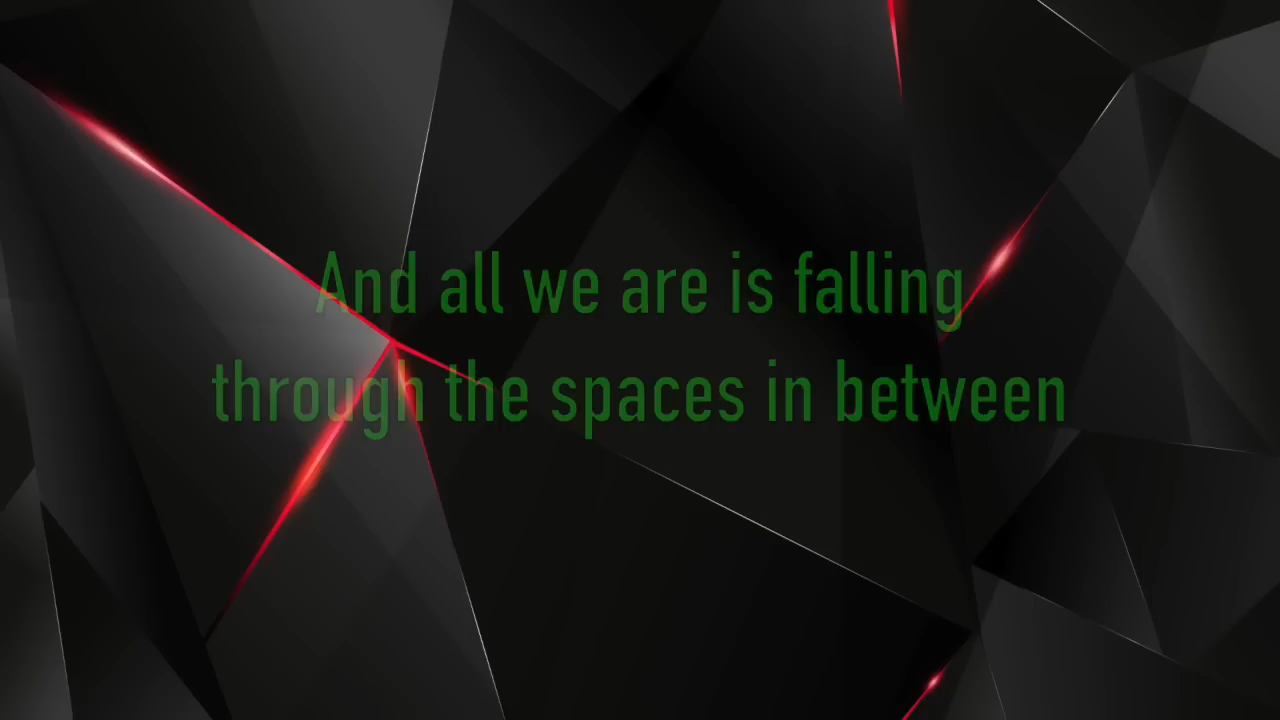 And all we are is falling
through the spaces in between